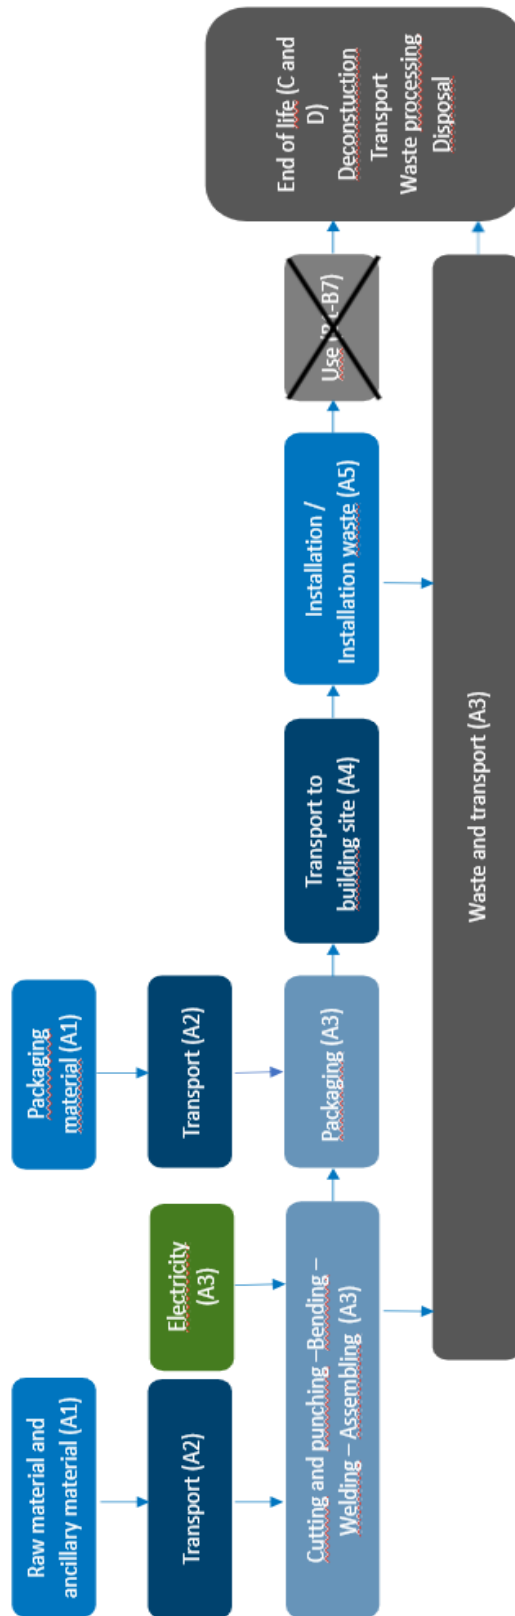 Raw material and
ancillary material (A1)
Transport (A2)
Electricity
(A3)
Cutting and punching –Bending –
Welding – Assembling (A3)
Packaging
material (A1)
Transport (A2)
Packaging (A3)
Transport to
building site (A4)
Installation /
Installation waste (A5)
Use (B1-B7)
Waste and transport (A3)
End of life (C and
D)
Deconstuction
Transport
Waste processing
Disposal